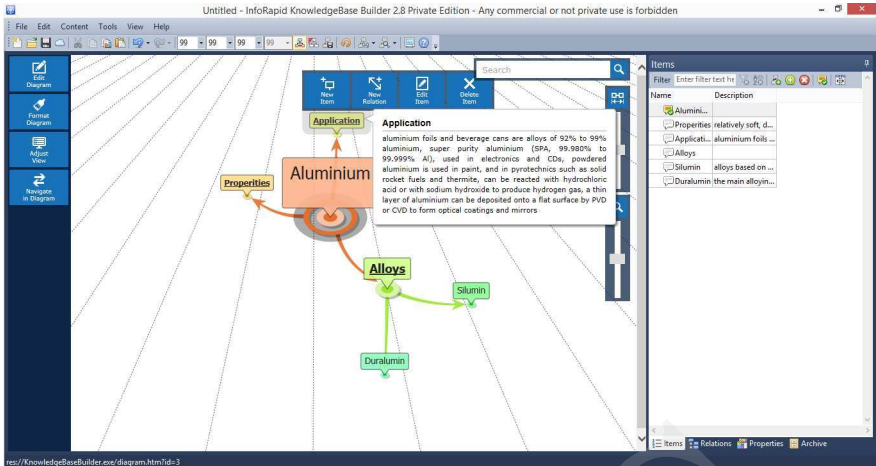 Untitled - InfoRapid KnowledgeBase Builder 2.8 Private Edition - Any commercial or not private use is forbidden
File Edit Content Tools View Help
99 99 99 99
Edit
Diagram
Format
Diagram
Adjust
View
Navigate
in Diagram
Search
New
Item
New
Relation
Edit
Item
Delete
Item
Application
Application
aluminium foils and beverage cans are alloys of 92% to 99%
aluminium, super purity aluminium (SPA, 99.980% to
99.999% Al), used in electronics and CDs, powdered
aluminium is used in paint, and in pyrotechnics such as solid
rocket fuels and thermite, can be reacted with hydrochloric
acid or with sodium hydroxide to produce hydrogen gas, a thin
layer of aluminium can be deposited onto a flat surface by PVD
or CVD to form optical coatings and mirrors
Aluminium
Properities
Alloys
Silumin
Duralumin
Items
Filter Enter filter text he
Name Description
Alumini...
Properities relatively soft, d...
Applicati... aluminium foils ...
Alloys
Silumin alloys based on ...
Duralumin the main alloyin...
Items Relations Properties Archive
res://KnowledgeBaseBuilder.exe/diagram.htm?id=3